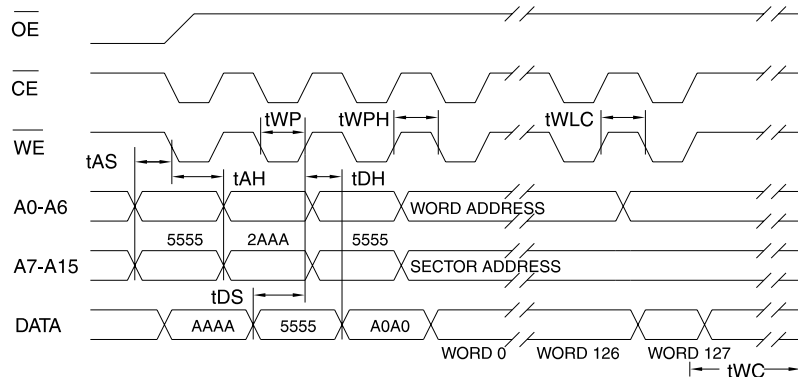 OE
CE
tWP tWPH tWLC
WE
tAS
tAH tDH
A0-A6 WORD ADDRESS
5555 2AAA 5555
A7-A15 SECTOR ADDRESS
tDS
DATA AAAA 5555 A0A0
WORD 0 WORD 126 WORD 127
tWC